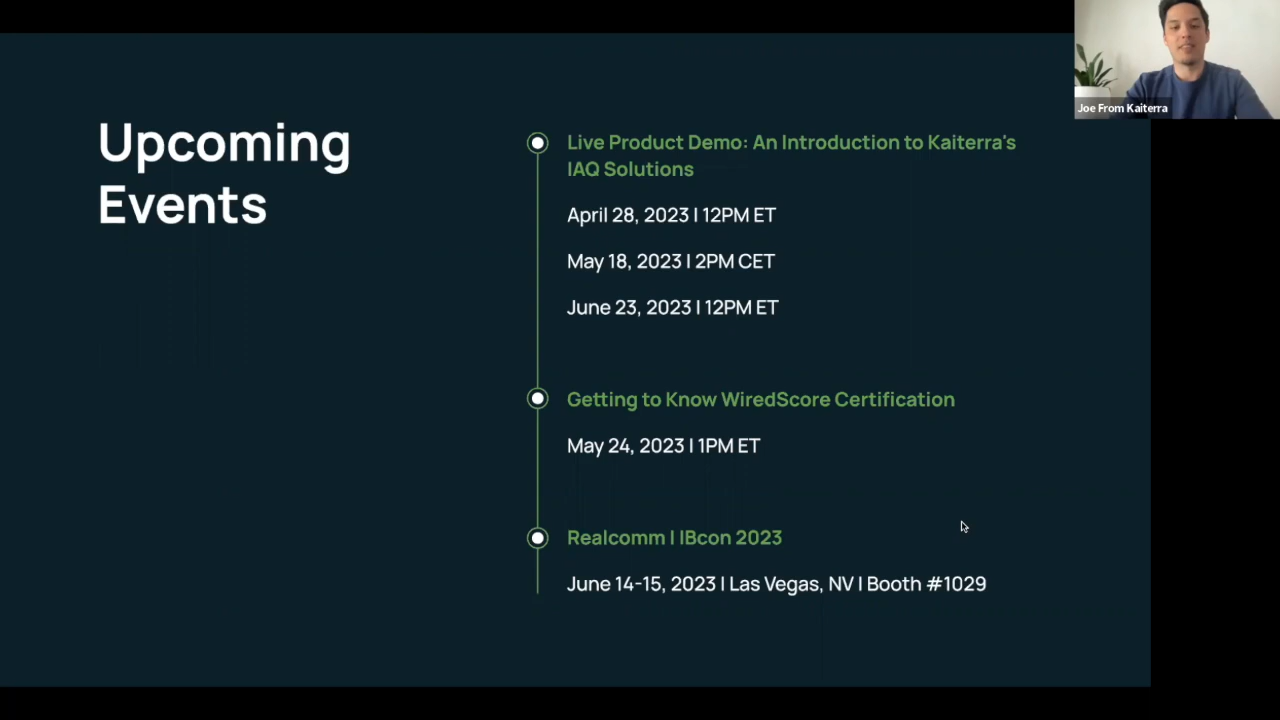 Upcoming
Events
Live Product Demo: An Introduction to Kaiterra's
IAQ Solutions
April 28, 2023 | 12PM ET
May 18, 2023 | 2PM CET
June 23, 2023 | 12PM ET
Getting to Know WiredScore Certification
May 24, 2023 | 1PM ET
Realcomm | IBcon 2023
June 14-15, 2023 | Las Vegas, NV | Booth #1029
Joe From Kaiterra